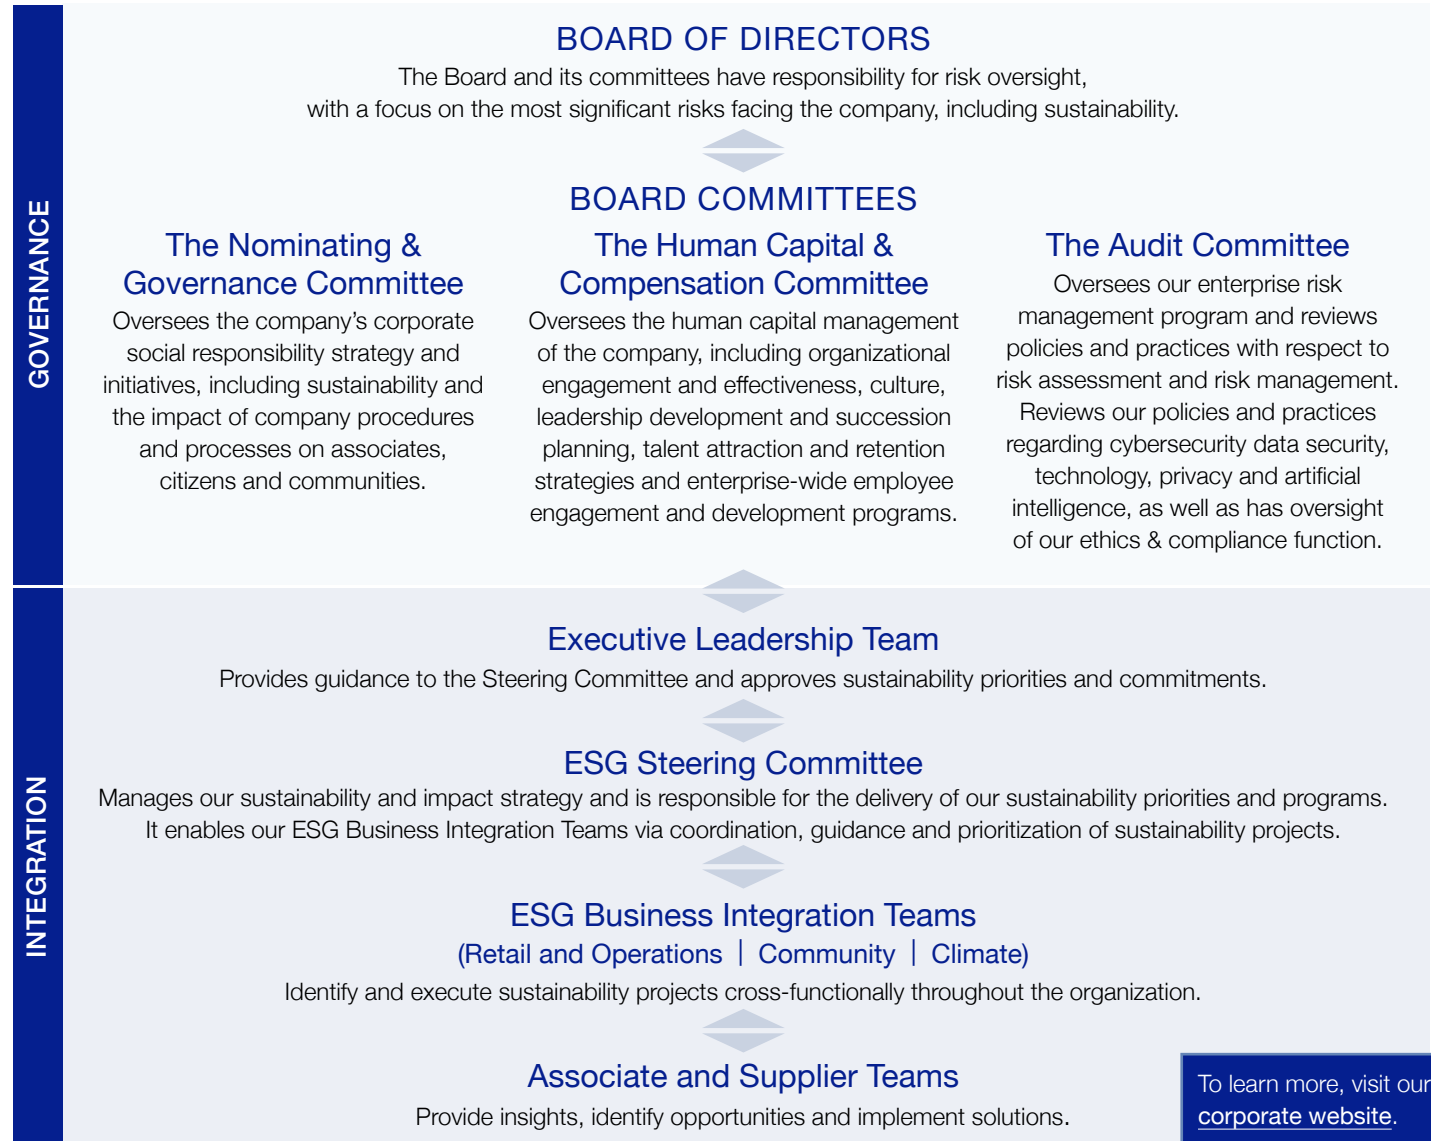 GOVERNANCE
BOARD OF DIRECTORS
The Board and its committees have responsibility for risk oversight,
with a focus on the most significant risks facing the company, including sustainability.
BOARD COMMITTEES
The Nominating &
Governance Committee
Oversees the company’s corporate
social responsibility strategy and
initiatives, including sustainability and
the impact of company procedures
and processes on associates,
citizens and communities.
The Human Capital &
Compensation Committee
Oversees the human capital management
of the company, including organizational
engagement and effectiveness, culture,
leadership development and succession
planning, talent attraction and retention
strategies and enterprise-wide employee
engagement and development programs.
The Audit Committee
Oversees our enterprise risk
management program and reviews
policies and practices with respect to
risk assessment and risk management.
Reviews our policies and practices
regarding cybersecurity data security,
technology, privacy and artificial
intelligence, as well as has oversight
of our ethics & compliance function.
INTEGRATION
Executive Leadership Team
Provides guidance to the Steering Committee and approves sustainability priorities and commitments.
ESG Steering Committee
Manages our sustainability and impact strategy and is responsible for the delivery of our sustainability priorities and programs.
It enables our ESG Business Integration Teams via coordination, guidance and prioritization of sustainability projects.
ESG Business Integration Teams
(Retail and Operations | Community | Climate)
Identify and execute sustainability projects cross-functionally throughout the organization.
Associate and Supplier Teams
Provide insights, identify opportunities and implement solutions.
To learn more, visit our
corporate website.